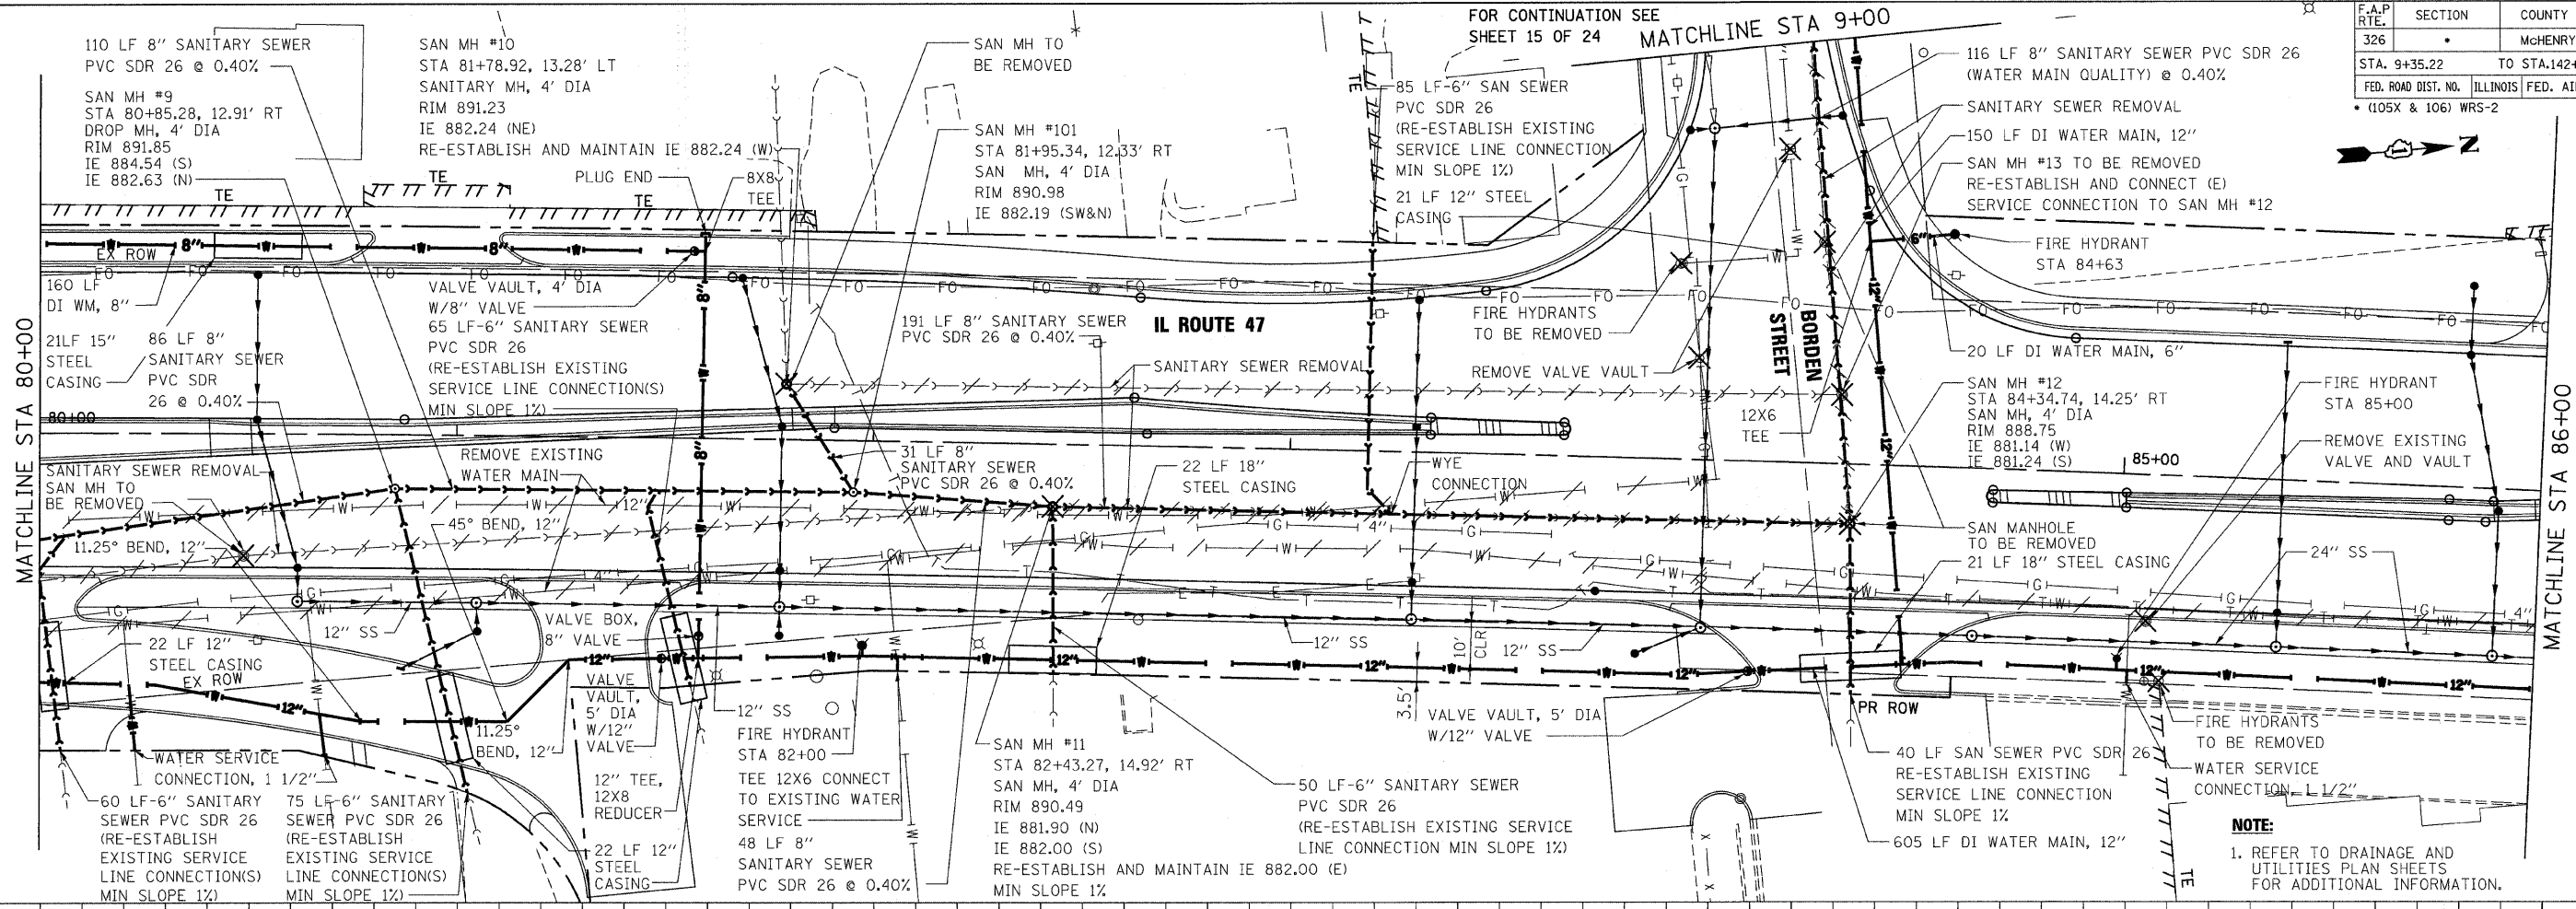 FOR CONTINUATION SEE
SHEET 15 OF 24
MATCHLINE STA 9+00
F.A.P RTE.
SECTION
COUNTY
326
*
McHENRY
STA. 9+35.22
TO STA.142+
FED. ROAD DIST. NO.
ILLINOIS
FED. AI
* (105X & 106) WRS-2
N
110 LF 8" SANITARY SEWER
PVC SDR 26 @ 0.40%
SAN MH #9
STA 80+85.28, 12.91' RT
DROP MH, 4' DIA
RIM 891.85
IE 884.54 (S)
IE 882.63 (N)
SAN MH #10
STA 81+78.92, 13.28' LT
SANITARY MH, 4' DIA
RIM 891.23
IE 882.24 (NE)
RE-ESTABLISH AND MAINTAIN IE 882.24 (W)
PLUG END
8X8
TEE
SAN MH TO
BE REMOVED
SAN MH #101
STA 81+95.34, 12.33' RT
SAN MH, 4' DIA
RIM 890.98
IE 882.19 (SW&N)
TE
85 LF-6" SAN SEWER
PVC SDR 26
(RE-ESTABLISH EXISTING
SERVICE LINE CONNECTION
MIN SLOPE 1%)
21 LF 12" STEEL
CASING
116 LF 8" SANITARY SEWER PVC SDR 26
(WATER MAIN QUALITY) @ 0.40%
SANITARY SEWER REMOVAL
150 LF DI WATER MAIN, 12"
SAN MH #13 TO BE REMOVED
RE-ESTABLISH AND CONNECT (E)
SERVICE CONNECTION TO SAN MH #12
FIRE HYDRANT
STA 84+63
TE
TE
TE
EX ROW
8"
8"
6"
160 LF
DI WM, 8"
21LF 15"
STEEL
CASING
86 LF 8"
SANITARY SEWER
PVC SDR
26 @ 0.40%
VALVE VAULT, 4' DIA
W/8" VALVE
65 LF-6" SANITARY SEWER
PVC SDR 26
(RE-ESTABLISH EXISTING
SERVICE LINE CONNECTION(S)
MIN SLOPE 1%)
8"
8"
191 LF 8" SANITARY SEWER
PVC SDR 26 @ 0.40%
IL ROUTE 47
SANITARY SEWER REMOVAL
FIRE HYDRANTS
TO BE REMOVED
REMOVE VALVE VAULT
BORDEN
STREET
12"
12"
12X6
TEE
20 LF DI WATER MAIN, 6"
SAN MH #12
STA 84+34.74, 14.25' RT
SAN MH, 4' DIA
RIM 888.75
IE 881.14 (W)
IE 881.24 (S)
FIRE HYDRANT
STA 85+00
REMOVE EXISTING
VALVE AND VAULT
85+00
MATCHLINE STA 80+00
MATCHLINE STA 86+00
80+00
SANITARY SEWER REMOVAL
SAN MH TO
BE REMOVED
11.25° BEND, 12"
REMOVE EXISTING
WATER MAIN
45° BEND, 12"
12"
31 LF 8"
SANITARY SEWER
PVC SDR 26 @ 0.40%
22 LF 18"
STEEL CASING
WYE
CONNECTION
4"
SAN MANHOLE
TO BE REMOVED
21 LF 18" STEEL CASING
24" SS
4"
4"
12" SS
VALVE BOX,
8" VALVE
12" SS
12" SS
10'
CLR
3.5'
22 LF 12"
STEEL CASING
EX ROW
12"
12"
12"
12"
12"
12"
12"
VALVE
VAULT,
5' DIA
W/12"
VALVE
11.25°
BEND, 12"
12" SS
FIRE HYDRANT
STA 82+00
TEE 12X6 CONNECT
TO EXISTING WATER
SERVICE
48 LF 8"
SANITARY SEWER
PVC SDR 26 @ 0.40%
12" TEE,
12X8
REDUCER
22 LF 12"
STEEL
CASING
WATER SERVICE
CONNECTION, 1 1/2"
60 LF-6" SANITARY
SEWER PVC SDR 26
(RE-ESTABLISH
EXISTING SERVICE
LINE CONNECTION(S)
MIN SLOPE 1%)
75 LF-6" SANITARY
SEWER PVC SDR 26
(RE-ESTABLISH
EXISTING SERVICE
LINE CONNECTION(S)
MIN SLOPE 1%)
SAN MH #11
STA 82+43.27, 14.92' RT
SAN MH, 4' DIA
RIM 890.49
IE 881.90 (N)
IE 882.00 (S)
RE-ESTABLISH AND MAINTAIN IE 882.00 (E)
MIN SLOPE 1%
50 LF-6" SANITARY SEWER
PVC SDR 26
(RE-ESTABLISH EXISTING SERVICE
LINE CONNECTION MIN SLOPE 1%)
VALVE VAULT, 5' DIA
W/12" VALVE
PR ROW
40 LF SAN SEWER PVC SDR 26
RE-ESTABLISH EXISTING
SERVICE LINE CONNECTION
MIN SLOPE 1%
605 LF DI WATER MAIN, 12"
FIRE HYDRANTS
TO BE REMOVED
WATER SERVICE
CONNECTION, 1 1/2"
TE
NOTE:
1. REFER TO DRAINAGE AND
UTILITIES PLAN SHEETS
FOR ADDITIONAL INFORMATION.